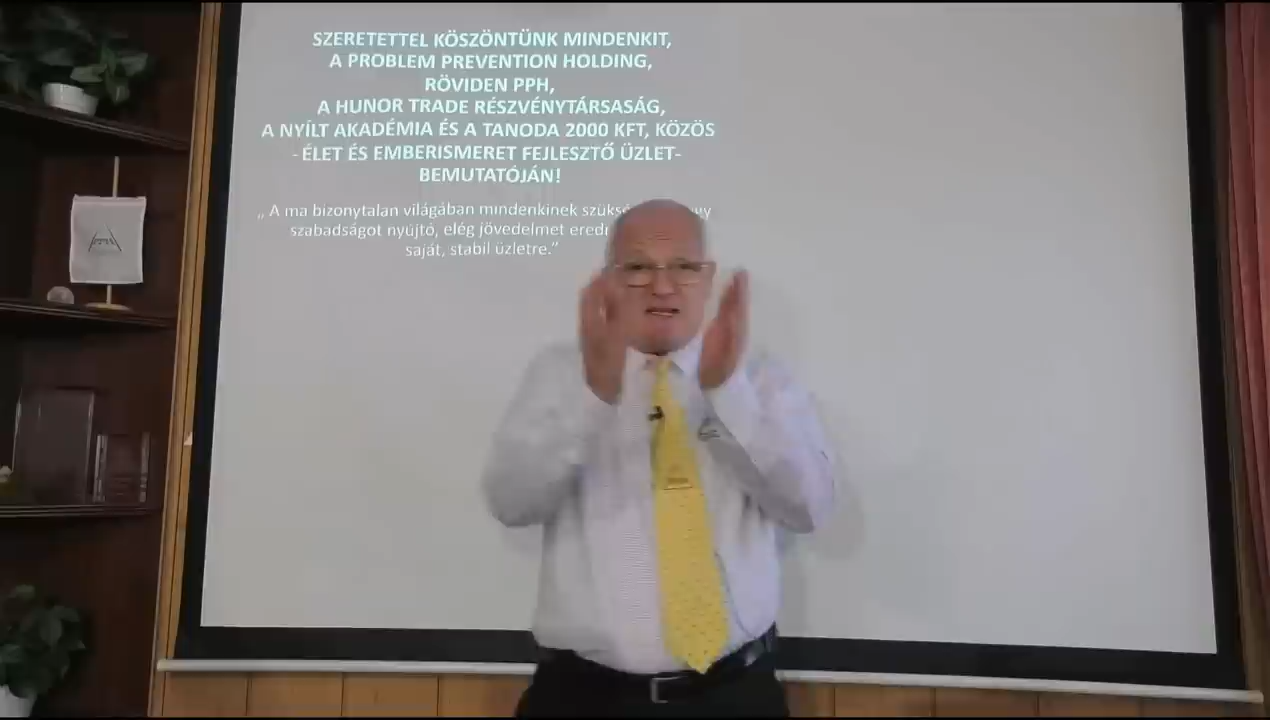 SZERETETTEL KÖSZÖNTÜNK MINDENKIT,
A PROBLEM PREVENTION HOLDING,
RÖVIDEN PPH,
A HUNOR TRADE RÉSZVÉNYTÁRSASÁG,
A NYÍLT AKADÉMIA ÉS A TANODA 2000 KFT, KÖZÖS
- ÉLET ÉS EMBERISMERET FEJLESZTŐ ÜZLET-
BEMUTATÓJÁN!
„ A ma bizonytalan világában mindenkinek
szabadságot nyújtó, elég jövedelmet
saját, stabil üzletre.”